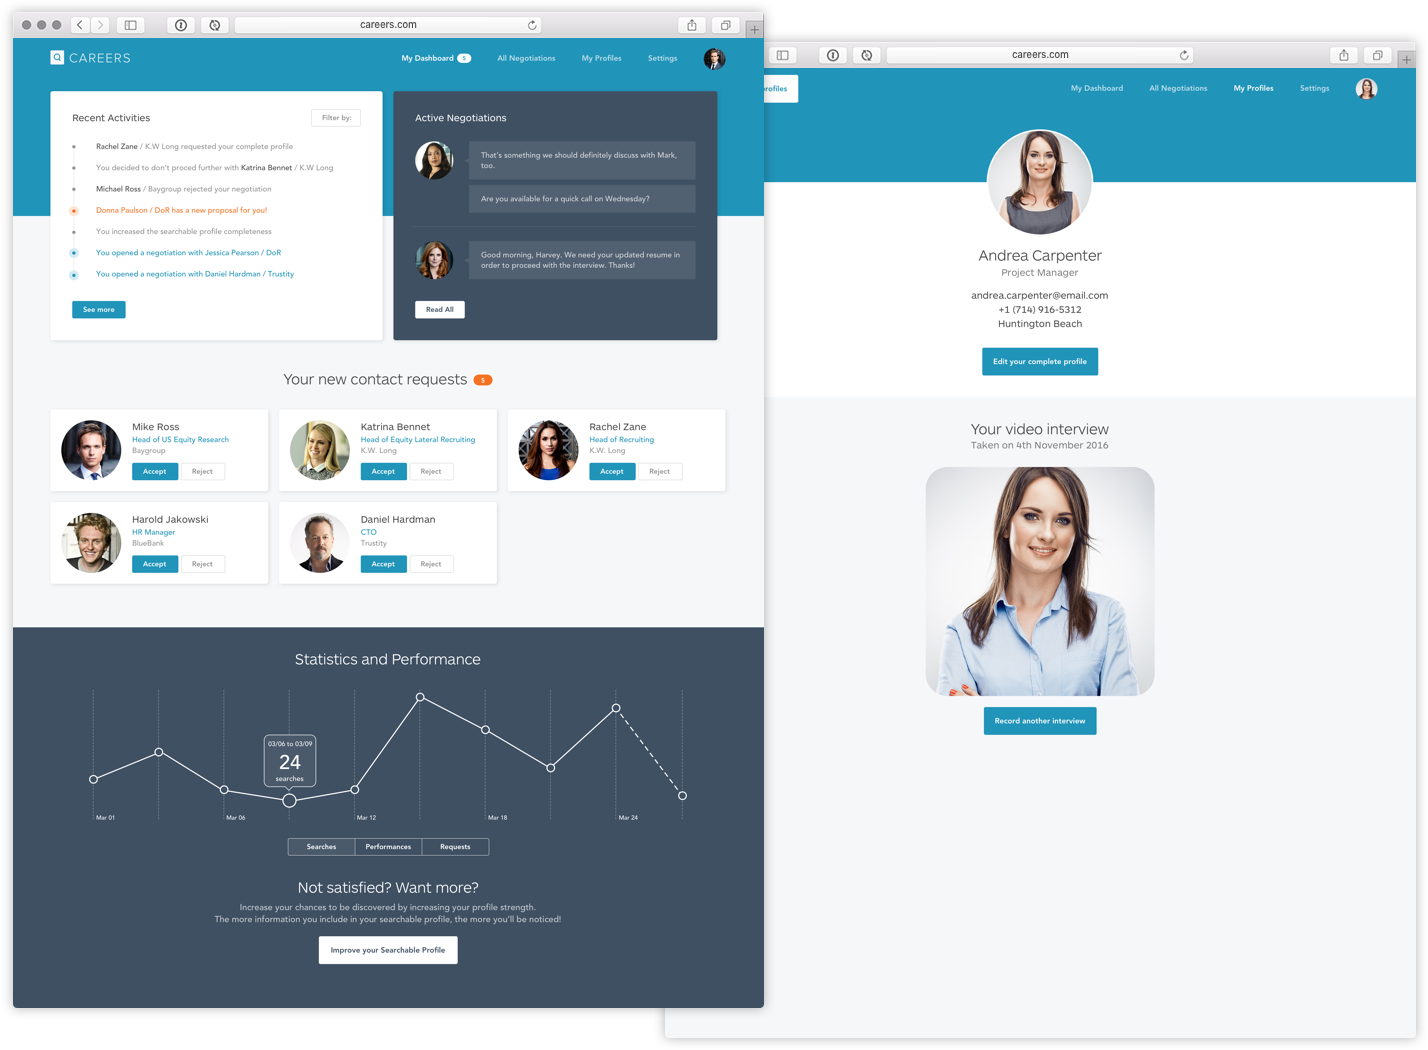 careers.com
CAREERS
My Dashboard 5
All Negotiations
My Profiles
Settings
Recent Activities
Filter by:
Rachel Zane / K.W Long requested your complete profile
You decided to don't proced further with Katrina Bennet / K.W Long
Michael Ross / Baygroup rejected your negotiation
Donna Paulson / DoR has a new proposal for you!
You increased the searchable profile completeness
You opened a negotiation with Jessica Pearson / DoR
You opened a negotiation with Daniel Hardman / Trustity
See more
Active Negotiations
That's something we should definitely discuss with Mark,
too.
Are you available for a quick call on Wednesday?
Good morning, Harvey. We need your updated resume in
order to proceed with the interview. Thanks!
Read All
Your new contact requests 5
Mike Ross
Head of US Equity Research
Baygroup
Accept
Reject
Katrina Bennet
Head of Equity Lateral Recruiting
K.W. Long
Accept
Reject
Rachel Zane
Head of Recruiting
K.W. Long
Accept
Reject
Harold Jakowski
HR Manager
BlueBank
Accept
Reject
Daniel Hardman
CTO
Trustity
Accept
Reject
Statistics and Performance
03/06 to 03/09
24
searches
Mar 01
Mar 06
Mar 12
Mar 18
Mar 24
Searches
Performances
Requests
Not satisfied? Want more?
Increase your chances to be discovered by increasing your profile strength.
The more information you include in your searchable profile, the more you'll be noticed!
Improve your Searchable Profile
careers.com
rofiles
My Dashboard
All Negotiations
My Profiles
Settings
Andrea Carpenter
Project Manager
andrea.carpenter@email.com
+1 (714) 916-5312
Huntington Beach
Edit your complete profile
Your video interview
Taken on 4th November 2016
Record another interview